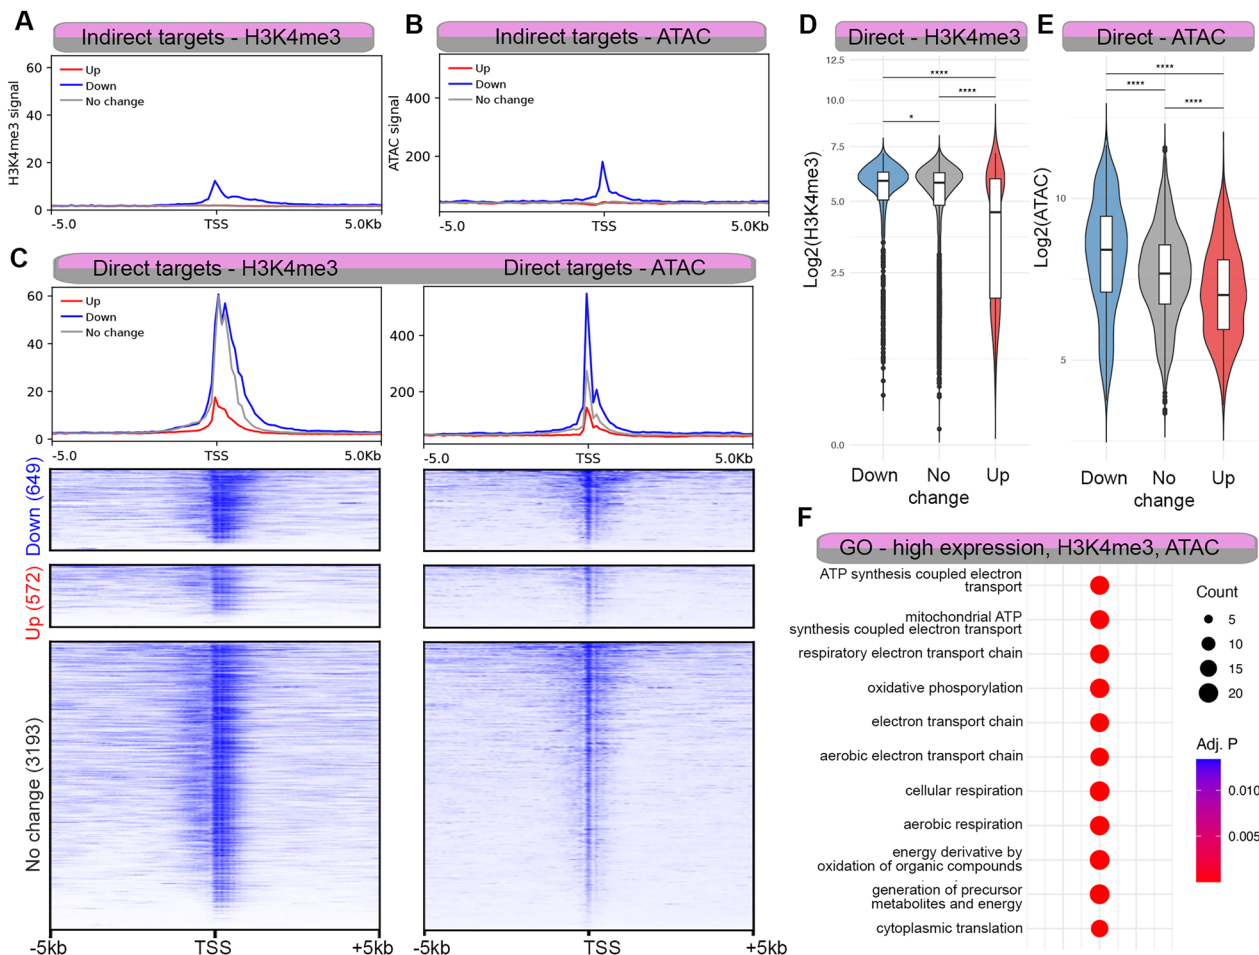 A
Indirect targets - H3K4me3
H3K4me3 signal
60
40
20
0
Up
Down
No change
-5.0
TSS
5.0Kb
B
Indirect targets - ATAC
ATAC signal
400
200
Up
Down
No change
-5.0
TSS
5.0Kb
C
Direct targets - H3K4me3
Direct targets - ATAC
60
40
20
0
Up
Down
No change
-5.0
TSS
5.0Kb
400
200
-5.0
TSS
5.0Kb
Down (649)
Up (572)
No change (3193)
-5kb
TSS
+5kb
-5kb
TSS
+5kb
D
Direct - H3K4me3
Log2(H3K4me3)
12.5
10.0
7.5
5.0
2.5
0.0
****
****
*
Down
No
change
Up
E
Direct - ATAC
Log2(ATAC)
10
5
****
****
****
Down
No
change
Up
F
GO - high expression, H3K4me3, ATAC
ATP synthesis coupled electron
transport
mitochondrial ATP
synthesis coupled electron transport
respiratory electron transport chain
oxidative phosporylation
electron transport chain
aerobic electron transport chain
cellular respiration
aerobic respiration
energy derivative by
oxidation of organic compounds
generation of precursor
metabolites and energy
cytoplasmic translation
Count
5
10
15
20
Adj. P
0.010
0.005